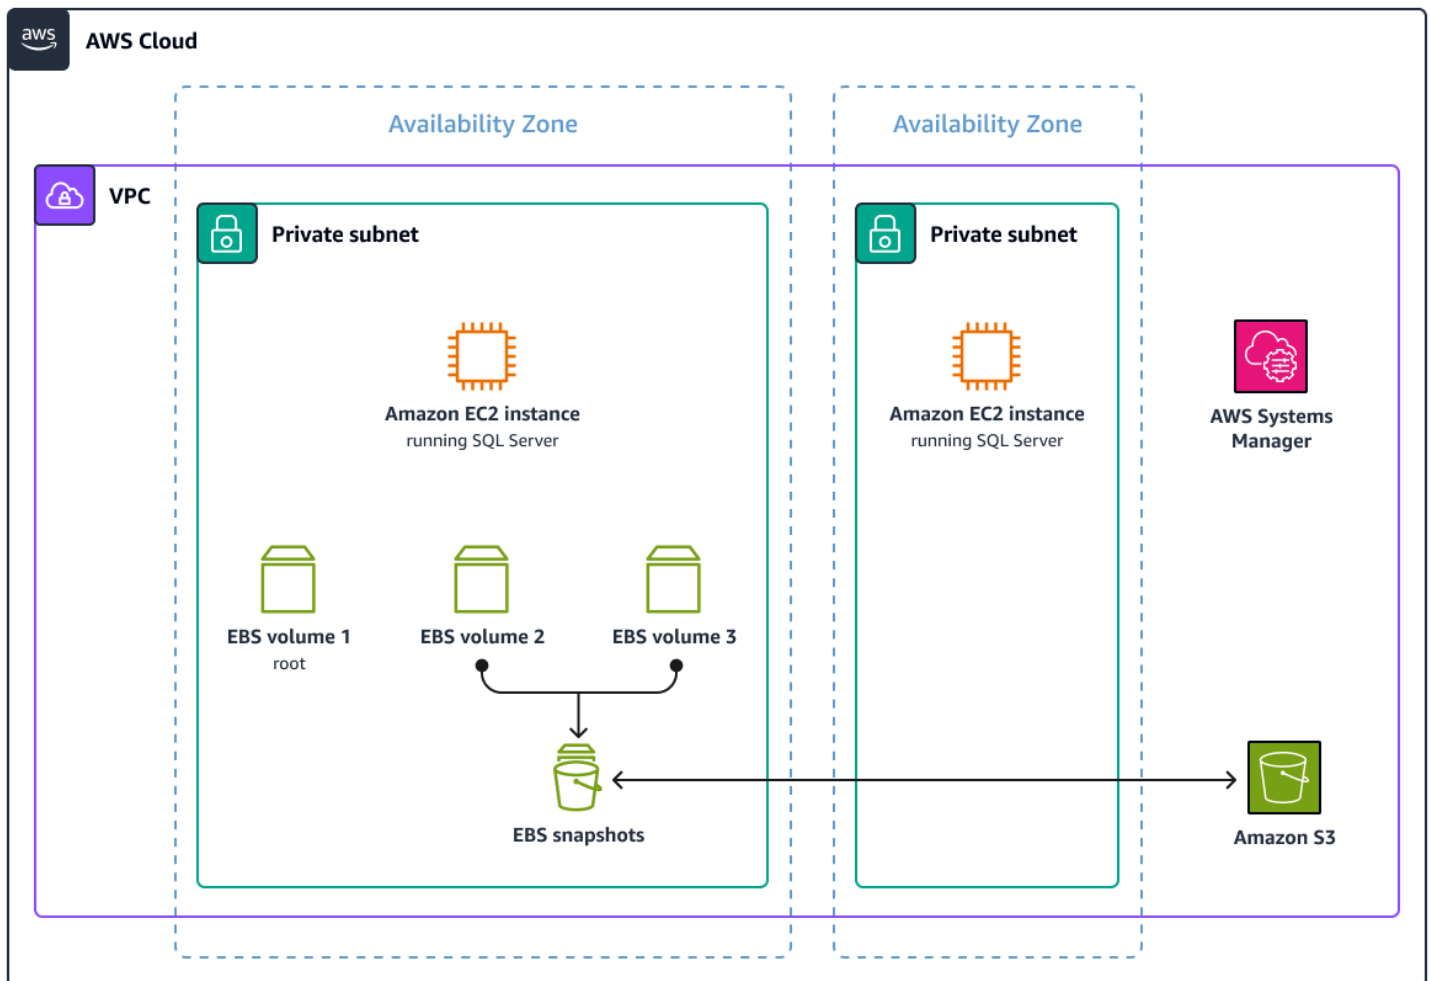 aws
AWS Cloud
Availability Zone
Availability Zone
VPC
Private subnet
Private subnet
Amazon EC2 instance
running SQL Server
Amazon EC2 instance
running SQL Server
AWS Systems
Manager
EBS volume 1
root
EBS volume 2
EBS volume 3
EBS snapshots
Amazon S3